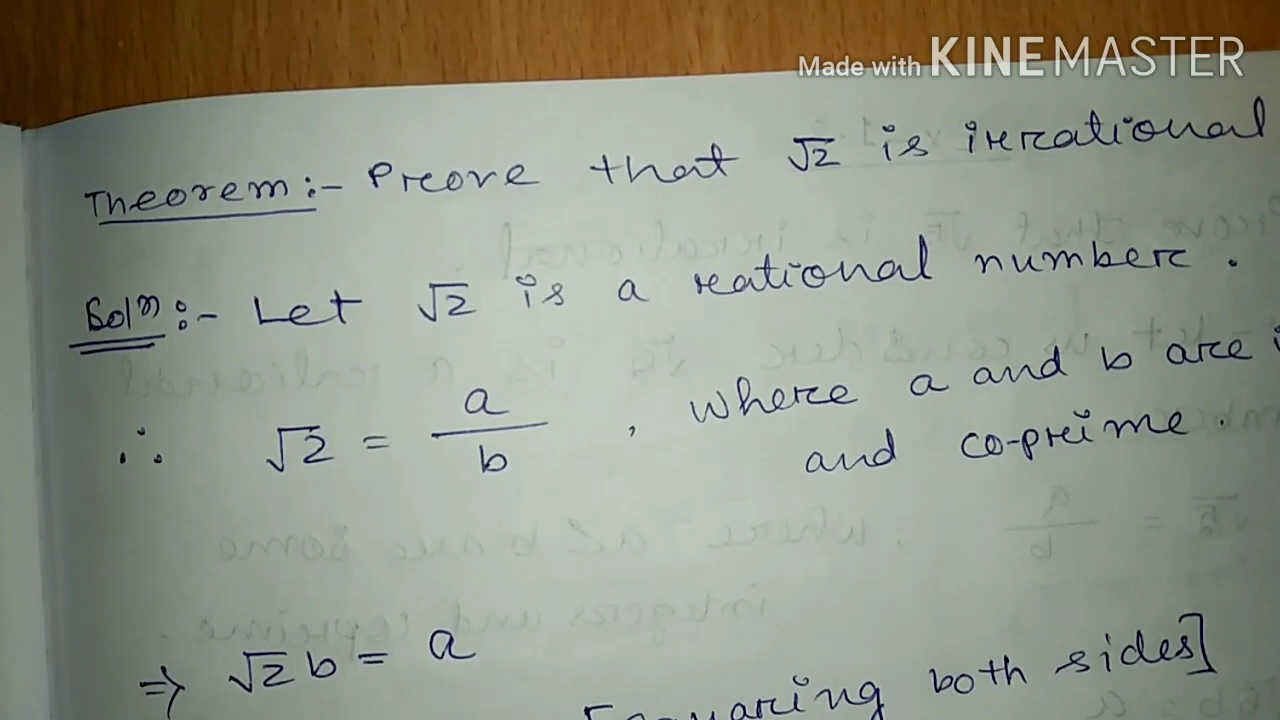 Made with KINEMASTER
Theorem:- Prove that √2 is irrational
Solⁿ:- Let √2 is a rational number.
∴ √2 = a/b , where a and b are
and co-prime.
⇒ √2 b = a
both sides]